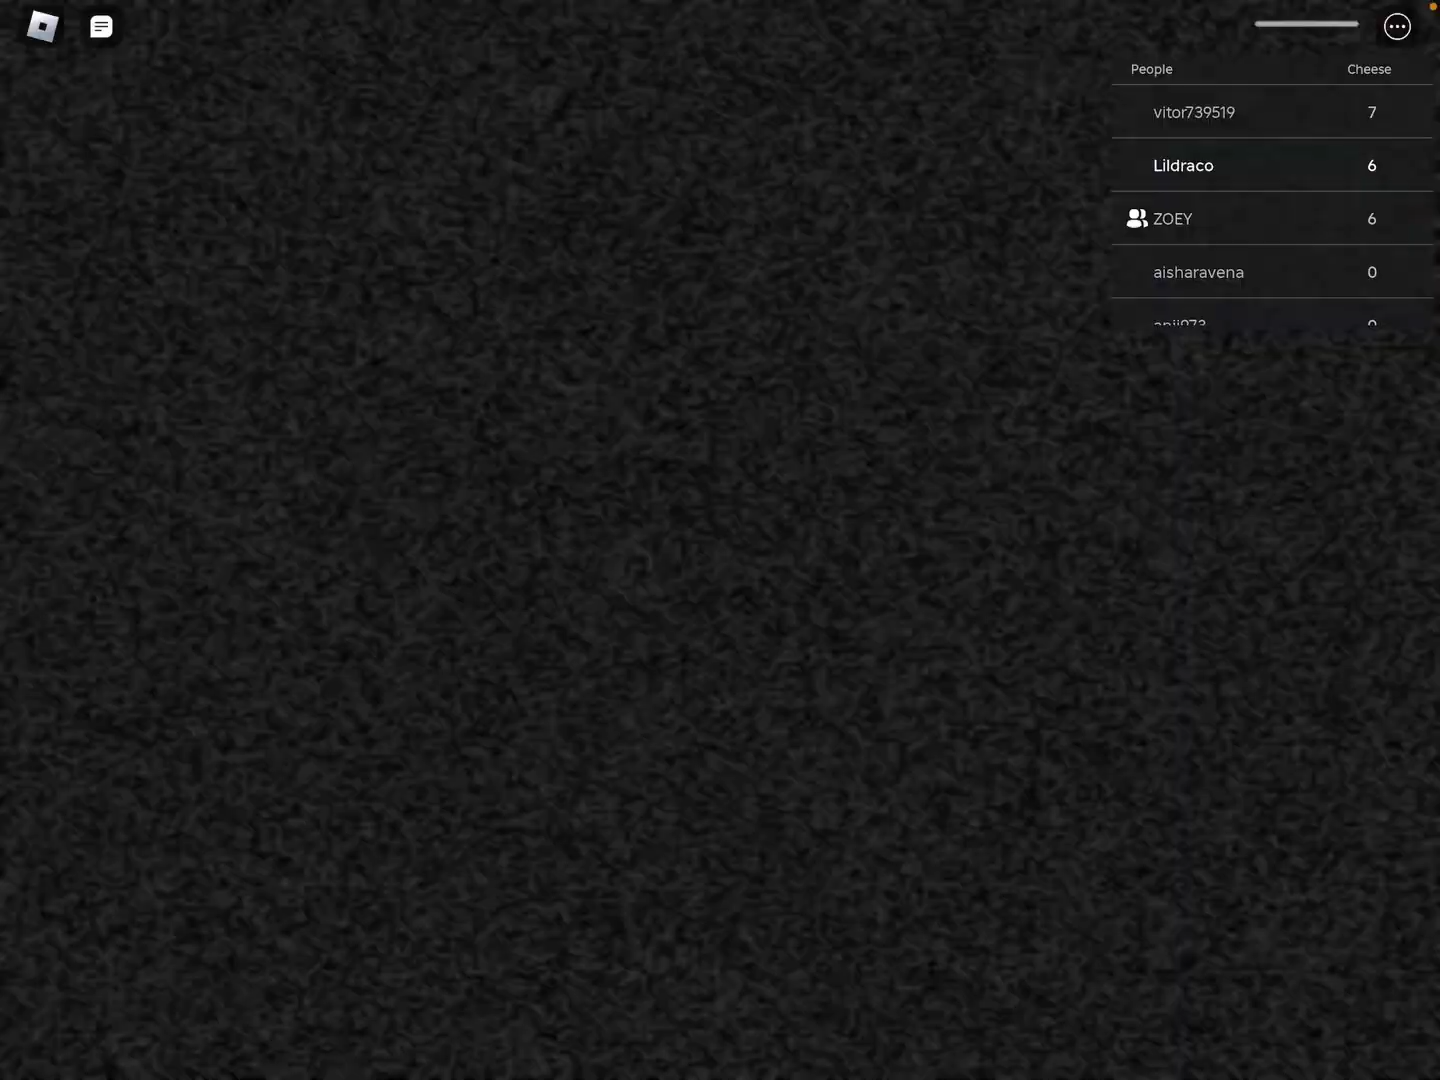 People Cheese
vitor739519 7
Lildraco 6
ZOEY 6
aisharavena 0